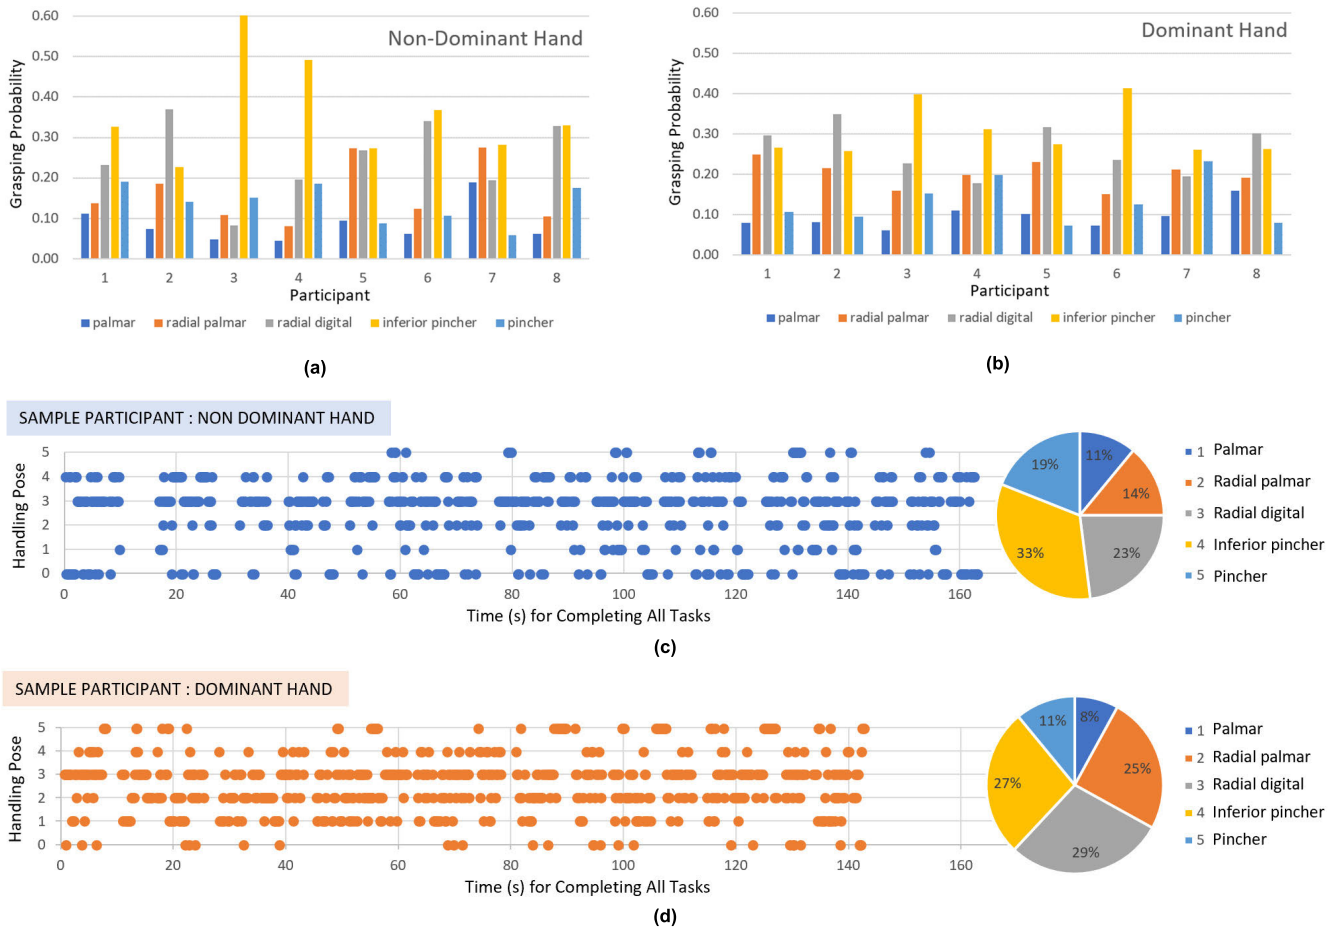 Non-Dominant Hand
Grasping Probability
0.60
0.50
0.40
0.30
0.20
0.10
0.00
1 2 3 4 5 6 7 8
Participant
palmar radial palmar radial digital inferior pincher pincher
(a)
Dominant Hand
Grasping Probability
0.60
0.50
0.40
0.30
0.20
0.10
0.00
1 2 3 4 5 6 7 8
Participant
palmar radial palmar radial digital inferior pincher pincher
(b)
SAMPLE PARTICIPANT : NON DOMINANT HAND
Handling Pose
5
4
3
2
1
0
0 20 40 60 80 100 120 140 160
Time (s) for Completing All Tasks
11%
14%
23%
33%
19%
1 Palmar
2 Radial palmar
3 Radial digital
4 Inferior pincher
5 Pincher
(c)
SAMPLE PARTICIPANT : DOMINANT HAND
Handling Pose
5
4
3
2
1
0
0 20 40 60 80 100 120 140 160
Time (s) for Completing All Tasks
8%
25%
29%
27%
11%
1 Palmar
2 Radial palmar
3 Radial digital
4 Inferior pincher
5 Pincher
(d)